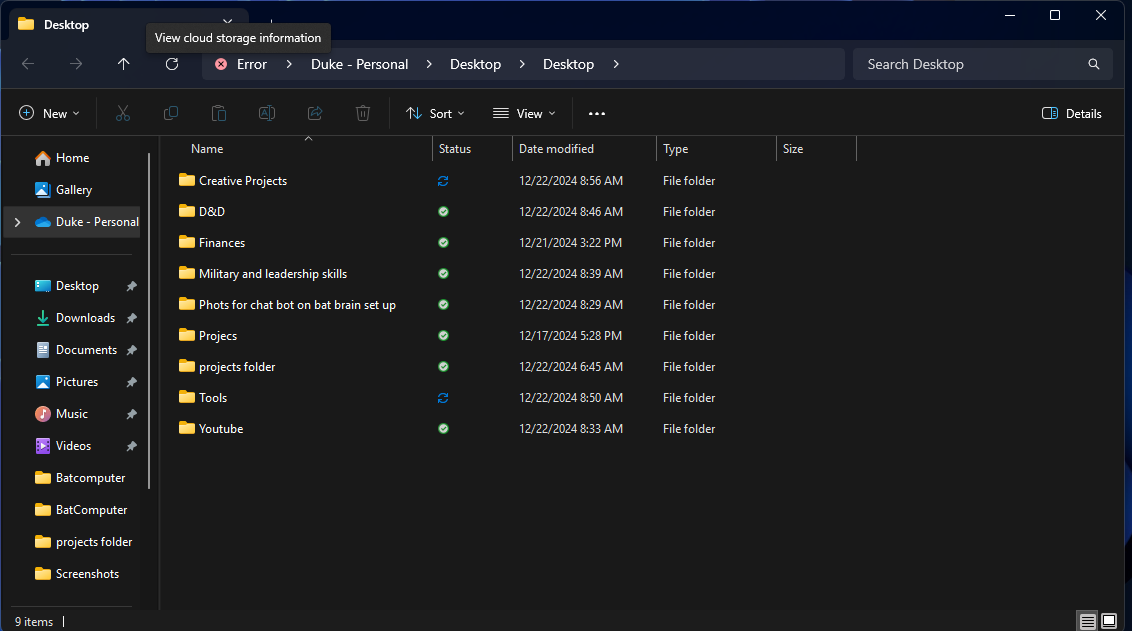 Desktop
View cloud storage information
Error > Duke - Personal > Desktop > Desktop >
Search Desktop
New
Sort
View
Details
Home
Gallery
Duke - Personal
Desktop
Downloads
Documents
Pictures
Music
Videos
Batcomputer
BatComputer
projects folder
Screenshots
Name Status Date modified Type Size
Creative Projects 12/22/2024 8:56 AM File folder
D&D 12/22/2024 8:46 AM File folder
Finances 12/21/2024 3:22 PM File folder
Military and leadership skills 12/22/2024 8:39 AM File folder
Phots for chat bot on bat brain set up 12/22/2024 8:29 AM File folder
Projecs 12/17/2024 5:28 PM File folder
projects folder 12/22/2024 6:45 AM File folder
Tools 12/22/2024 8:50 AM File folder
Youtube 12/22/2024 8:33 AM File folder
9 items